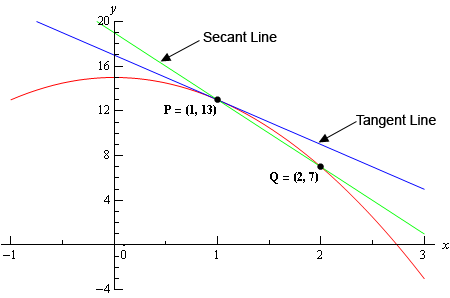 y
20
Secant Line
16
P = (1, 13)
12
Tangent Line
8
Q = (2, 7)
4
x
−1
0
1
2
3
−4